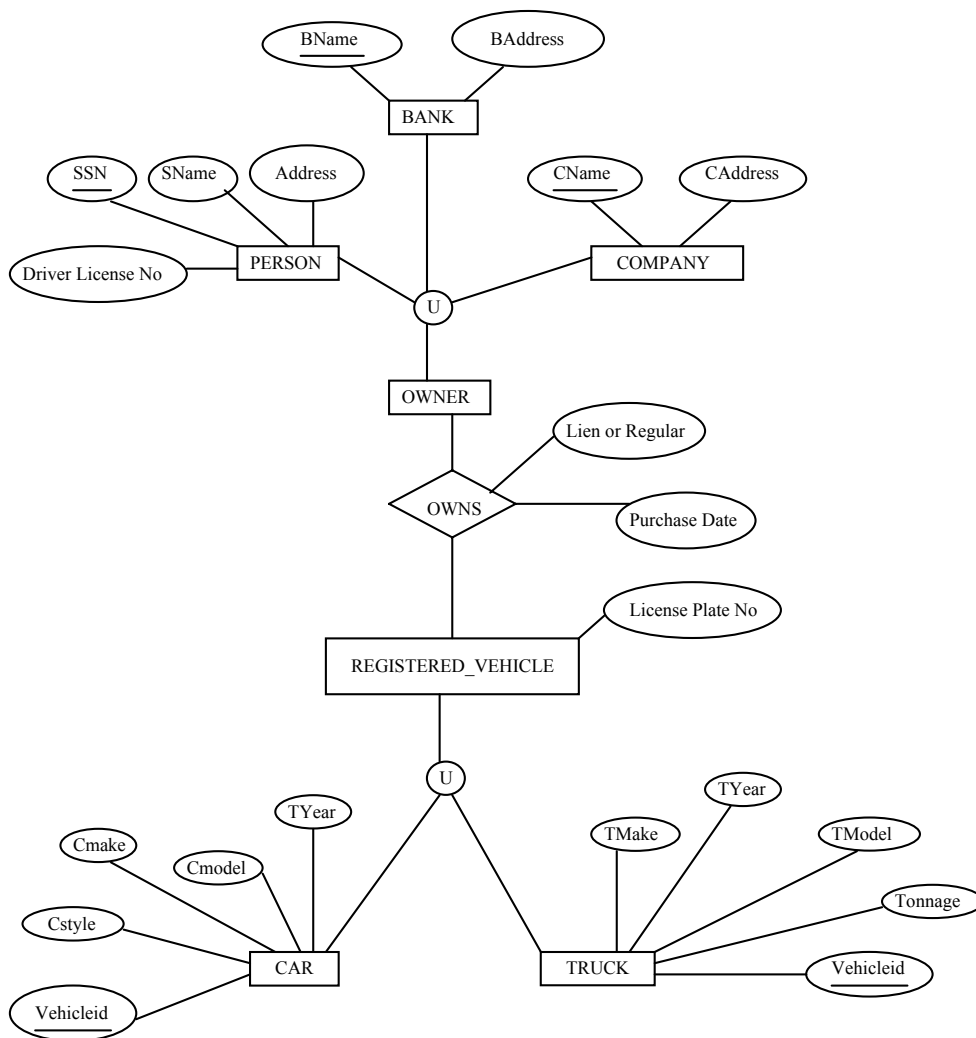 BName
BAddress
BANK
SSN
SName
Address
CName
CAddress
Driver License No
PERSON
COMPANY
U
OWNER
Lien or Regular
OWNS
Purchase Date
License Plate No
REGISTERED_VEHICLE
U
TYear
TYear
Cmake
TMake
TModel
Cmodel
Tonnage
Cstyle
CAR
TRUCK
Vehicleid
Vehicleid